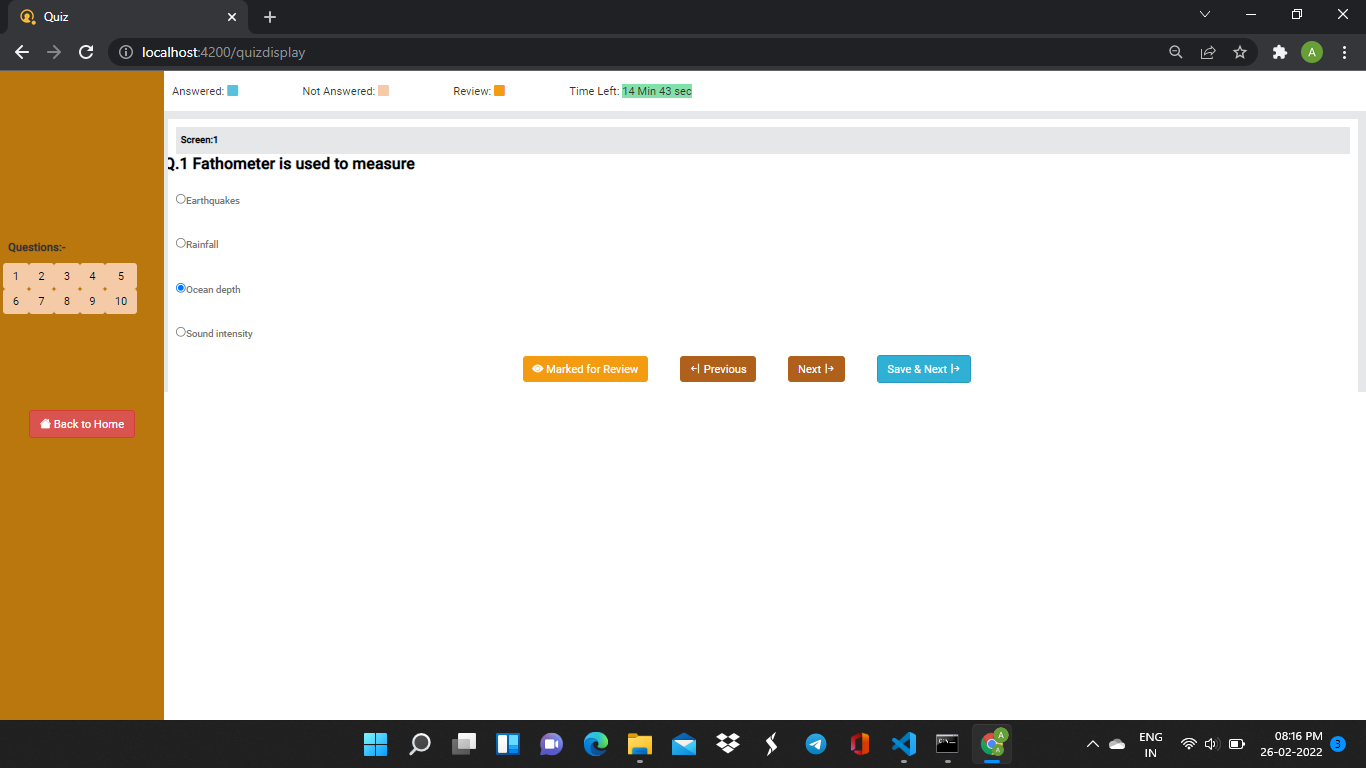 Quiz
localhost:4200/quizdisplay
A
Answered:
Not Answered:
Review:
Time Left: 14 Min 43 sec
Screen:1
Q.1 Fathometer is used to measure
Earthquakes
Rainfall
Ocean depth
Sound intensity
Marked for Review
Previous
Next
Save & Next
Questions:-
1 2 3 4 5
6 7 8 9 10
Back to Home
A
A
ENG
IN
08:16 PM
26-02-2022
3